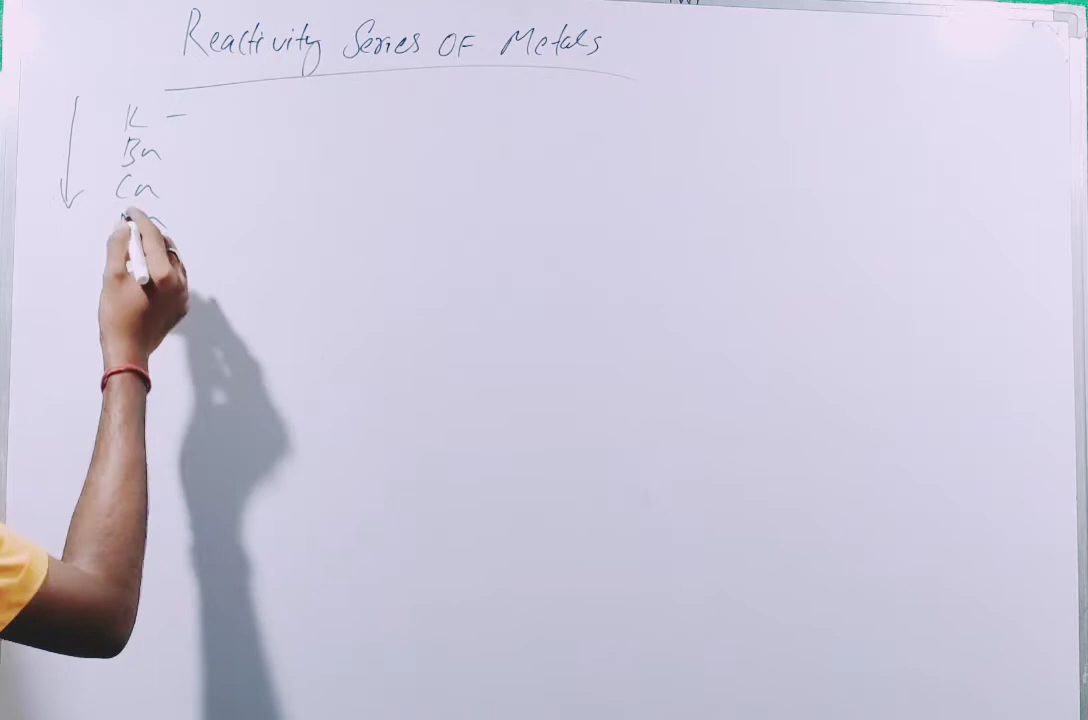 Reactivity Series OF Metals
K –
Ba
Ca